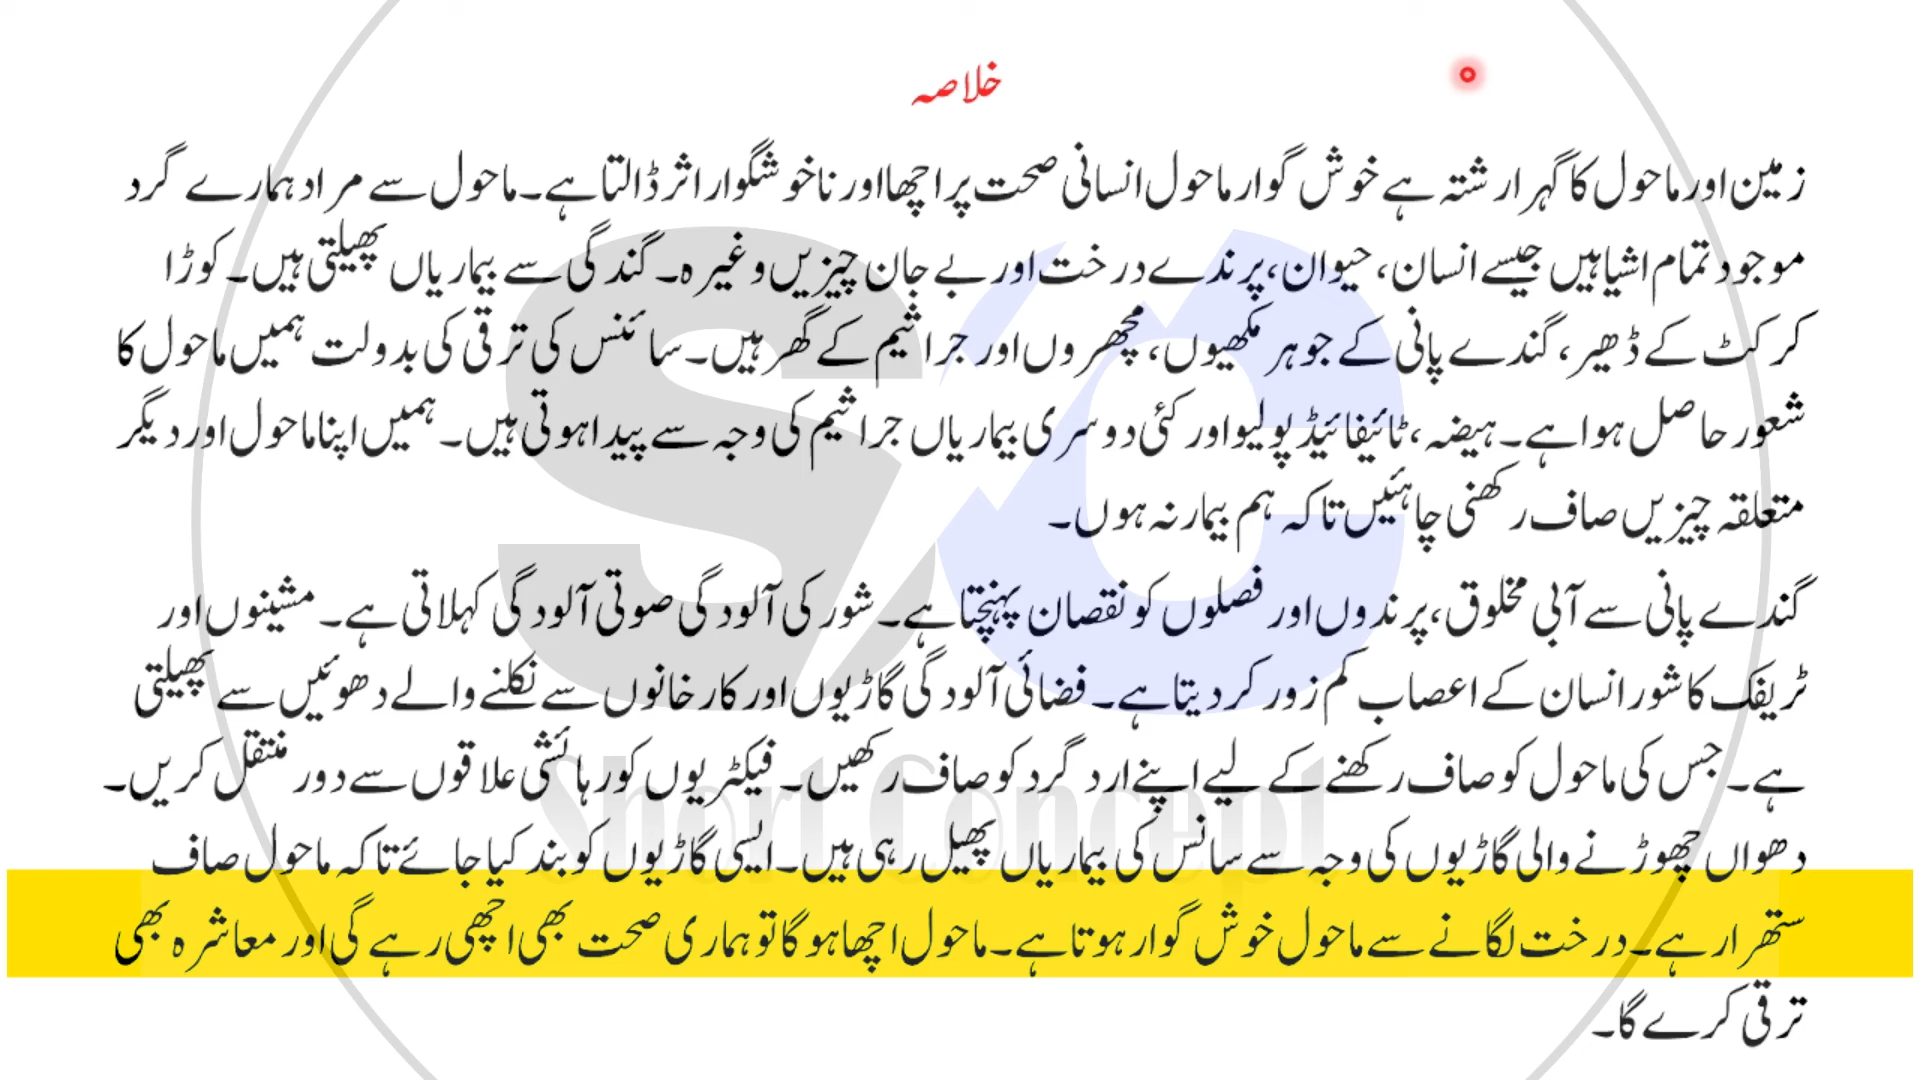 خلاصہ
زمین اور ماحول کا گہرا رشتہ ہے خوش گوار ماحول انسانی صحت پر اچھا اور ناخوشگوار اثر ڈالتا ہے۔ ماحول سے مراد ہمارے گرد
موجود تمام اشیا ہیں جیسے انسان، حیوان، پرندے درخت اور بے جان چیزیں وغیرہ۔ گندگی سے بیماریاں پھیلتی ہیں۔ کوڑا
کرکٹ کے ڈھیر، گندے پانی کے جوہر مکھیوں، مچھروں اور جراثیم کے گھر ہیں۔ سائنس کی ترقی کی بدولت ہمیں ماحول کا
شعور حاصل ہوا ہے۔ ہیضہ، ٹائیفائیڈ پولیو اور کئی دوسری بیماریاں جراثیم کی وجہ سے پیدا ہوتی ہیں۔ ہمیں اپنا ماحول اور دیگر
متعلقہ چیزیں صاف رکھنی چاہئیں تاکہ ہم بیمار نہ ہوں۔
گندے پانی سے آبی مخلوق، پرندوں اور فصلوں کو نقصان پہنچتا ہے۔ شور کی آلودگی صوتی آلودگی کہلاتی ہے۔ مشینوں اور
ٹریفک کا شور انسان کے اعصاب کم زور کر دیتا ہے۔ فضائی آلودگی گاڑیوں اور کارخانوں سے نکلنے والے دھوئیں سے پھیلتی
ہے۔ جس کی ماحول کو صاف رکھنے کے لیے اپنے ارد گرد کو صاف رکھیں۔ فیکٹریوں کو رہائشی علاقوں سے دور منتقل کریں۔
دھواں چھوڑنے والی گاڑیوں کی وجہ سے سانس کی بیماریاں پھیل رہی ہیں۔ ایسی گاڑیوں کو بند کیا جائے تاکہ ماحول صاف
ستھرا رہے۔ درخت لگانے سے ماحول خوش گوار ہوتا ہے۔ ماحول اچھا ہو گا تو ہماری صحت بھی اچھی رہے گی اور معاشرہ بھی
ترقی کرے گا۔
SC
Short Concept